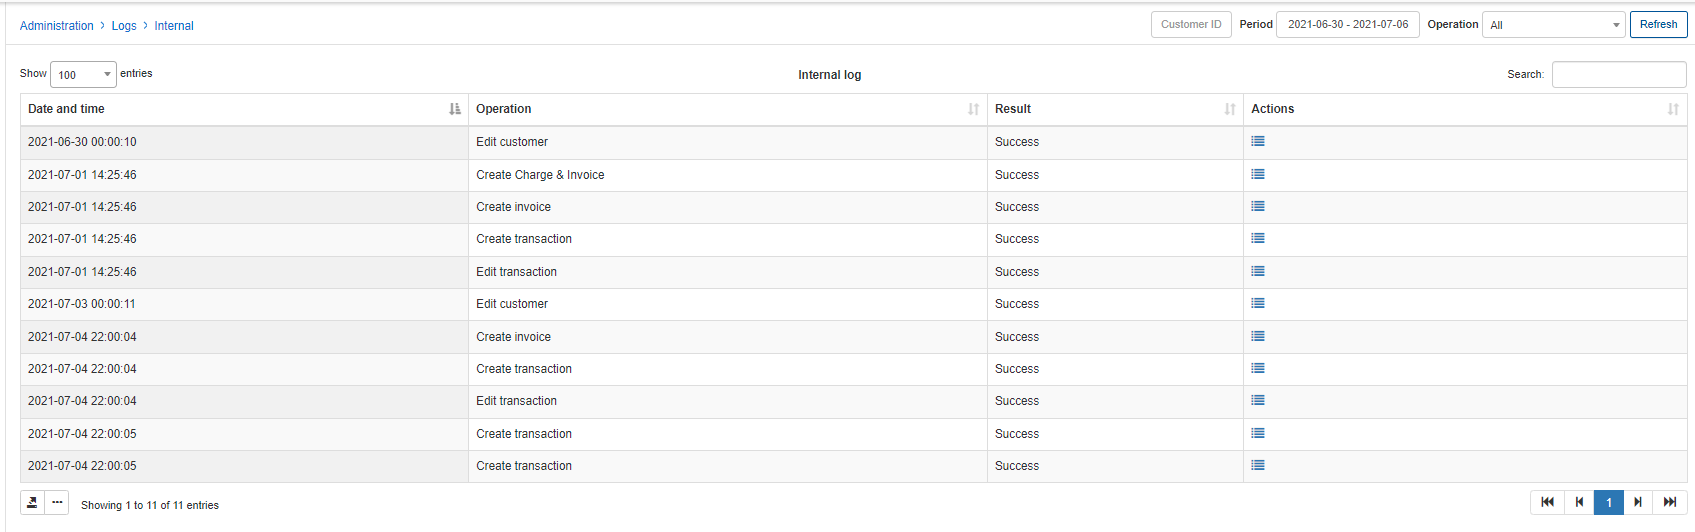 Administration > Logs > Internal Customer ID Period 2021-06-30 - 2021-07-06 Operation All Refresh
Show 100 entries Internal log Search:
Date and time Operation Result Actions
2021-06-30 00:00:10 Edit customer Success
2021-07-01 14:25:46 Create Charge & Invoice Success
2021-07-01 14:25:46 Create invoice Success
2021-07-01 14:25:46 Create transaction Success
2021-07-01 14:25:46 Edit transaction Success
2021-07-03 00:00:11 Edit customer Success
2021-07-04 22:00:04 Create invoice Success
2021-07-04 22:00:04 Create transaction Success
2021-07-04 22:00:04 Edit transaction Success
2021-07-04 22:00:05 Create transaction Success
2021-07-04 22:00:05 Create transaction Success
Showing 1 to 11 of 11 entries 1